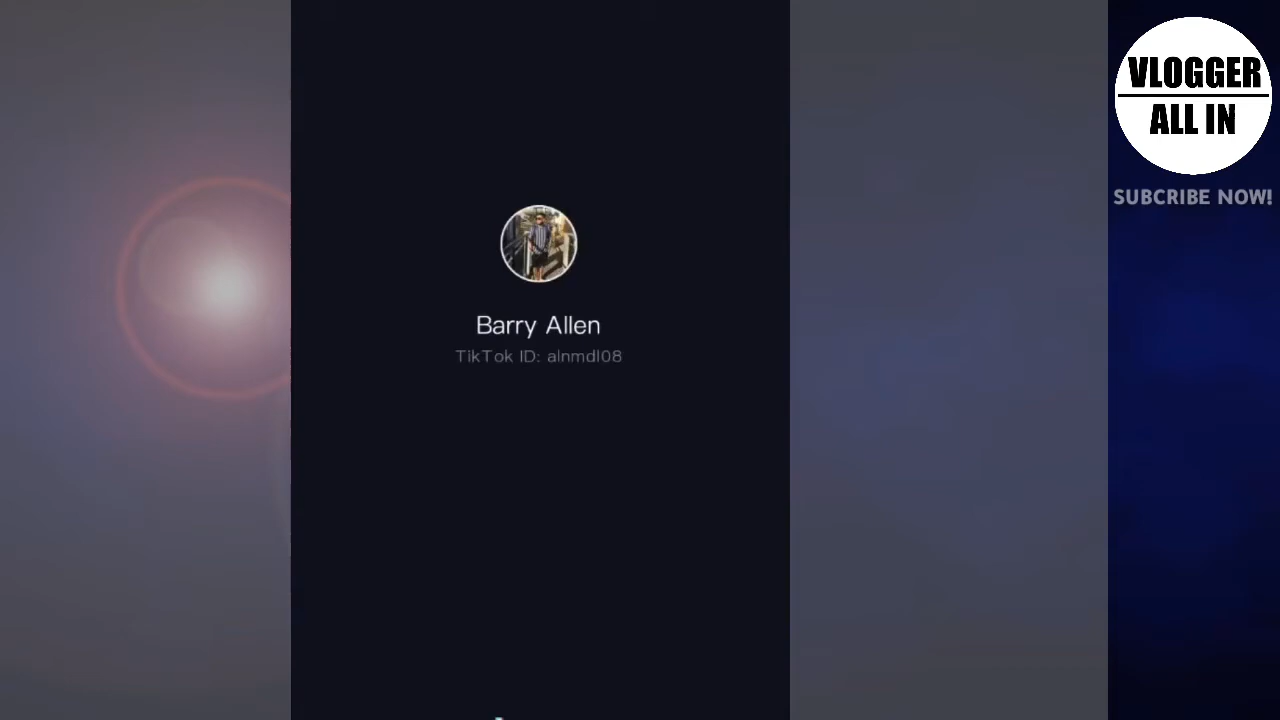 VLOGGER
ALL IN
SUBCRIBE NOW!
Barry Allen
TikTok ID: alnmdl08